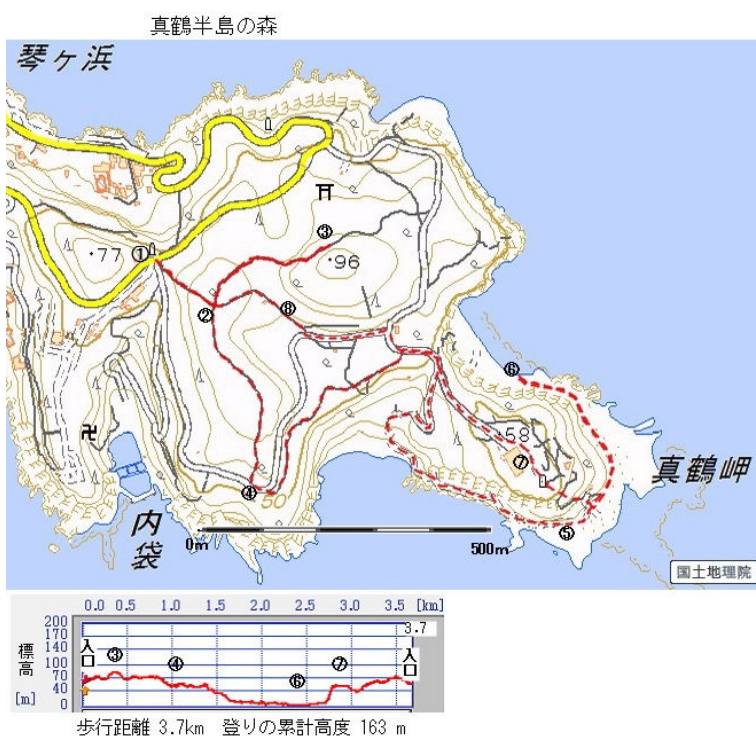 真鶴半島の森
琴ヶ浜
①
・77
③
・96
②
⑧
⑥
・58
⑦
真鶴岬
④
50
⑤
内袋
0m
500m
国土地理院
0.0 0.5 1.0 1.5 2.0 2.5 3.0 3.5 [km]
200
170
140
100
70
40
0
標高
[m]
入口
③
④
⑥
⑦
3.7
入口
歩行距離 3.7km 登りの累計高度 163 m